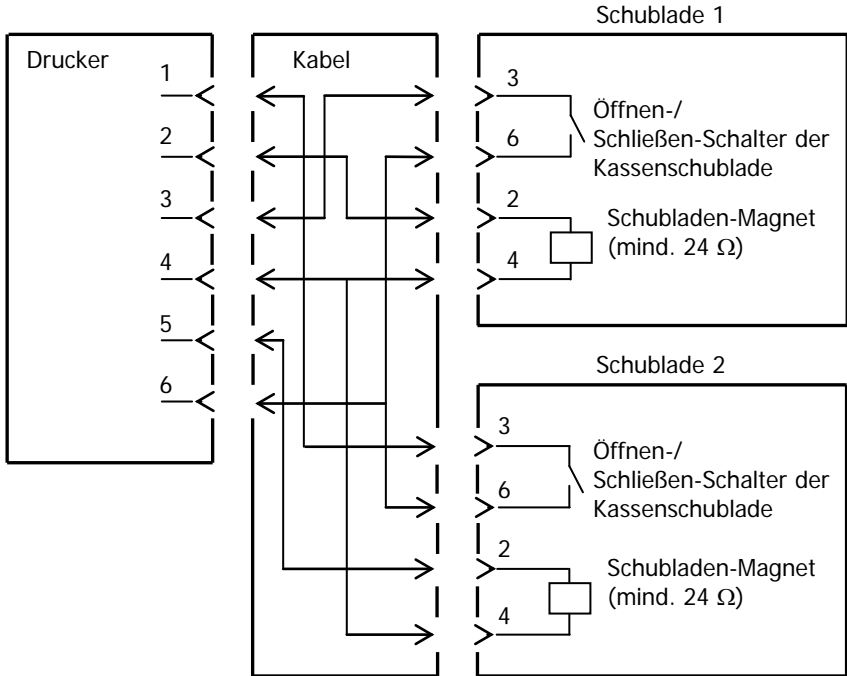 Schublade 1
Drucker
1
2
3
4
5
6
Kabel
3
6
2
4
Öffnen-/
Schließen-Schalter der
Kassenschublade
Schubladen-Magnet
(mind. 24 Ω)
Schublade 2
3
6
2
4
Öffnen-/
Schließen-Schalter der
Kassenschublade
Schubladen-Magnet
(mind. 24 Ω)